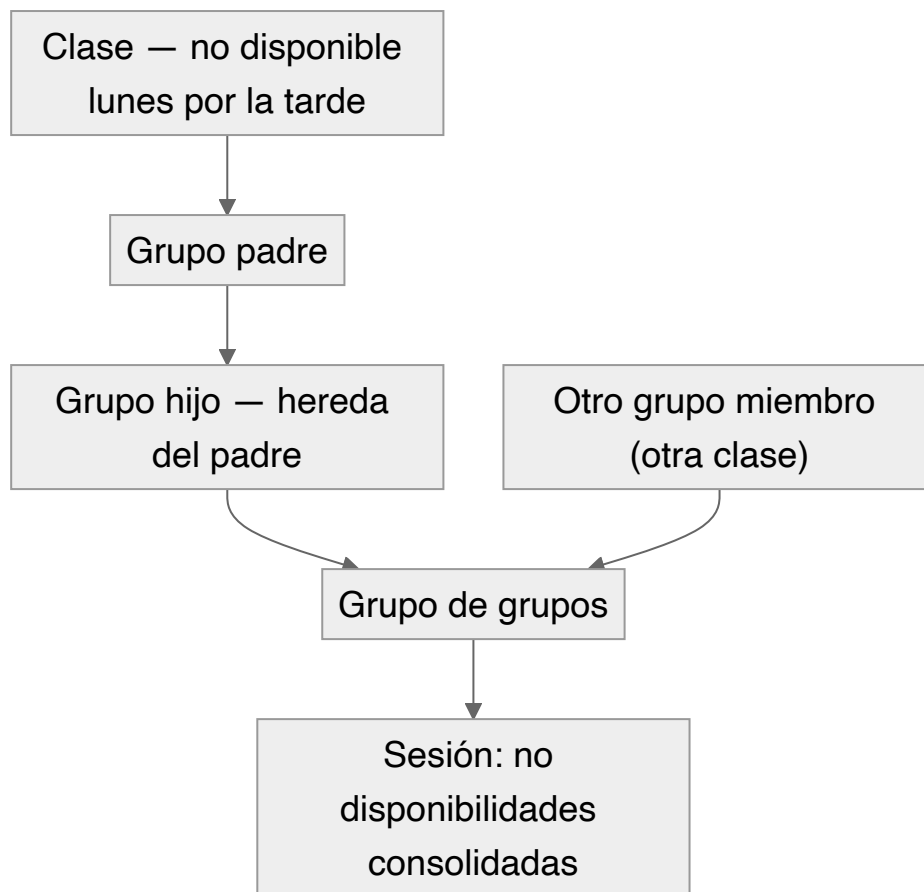 Clase — no disponible
lunes por la tarde
Grupo padre
Grupo hijo — hereda
del padre
Otro grupo miembro
(otra clase)
Grupo de grupos
Sesión: no
disponibilidades
consolidadas